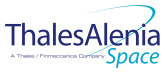 ThalesAlenia
A Thales / Finmeccanica Company Space